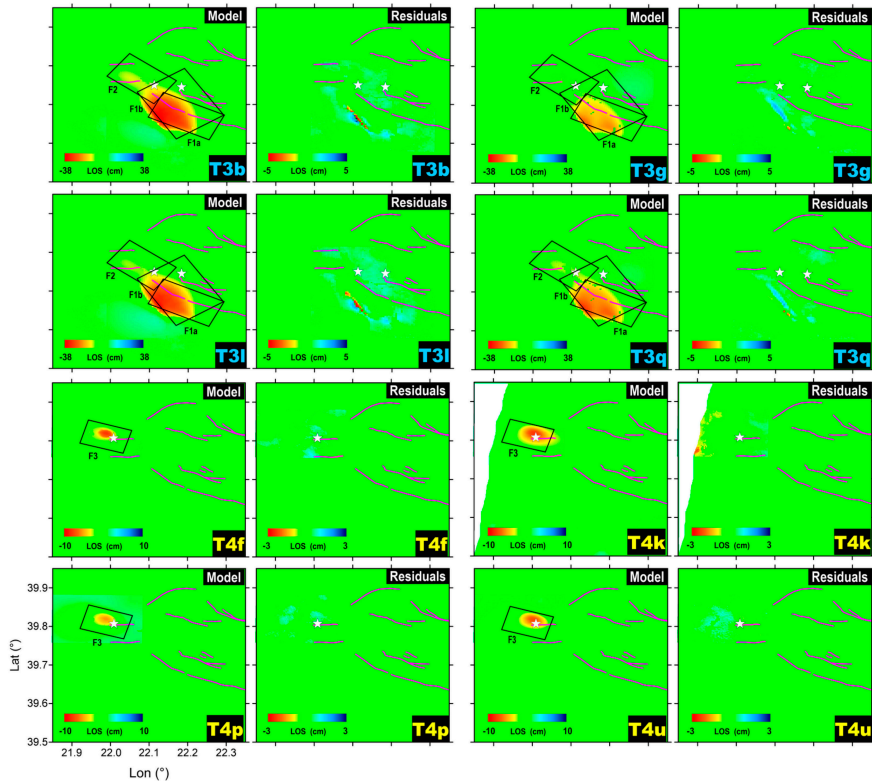 Model
Residuals
Model
Residuals
F2
F1b
F1a
F2
F1b
F1a
-38 LOS (cm) 38
T3b
-5 LOS (cm) 5
T3b
-38 LOS (cm) 38
T3g
-5 LOS (cm) 5
T3g
Model
Residuals
Model
Residuals
F2
F1b
F1a
F2
F1b
F1a
-38 LOS (cm) 38
T3l
-5 LOS (cm) 5
T3l
-38 LOS (cm) 38
T3q
-5 LOS (cm) 5
T3q
Model
Residuals
Model
Residuals
F3
F3
-10 LOS (cm) 10
T4f
-3 LOS (cm) 3
T4f
-10 LOS (cm) 10
T4k
-3 LOS (cm) 3
T4k
Model
Residuals
Model
Residuals
39.9
39.8
39.7
39.6
39.5
Lat (°)
F3
F3
-10 LOS (cm) 10
T4p
-3 LOS (cm) 3
T4p
-10 LOS (cm) 10
T4u
-3 LOS (cm) 3
T4u
21.9 22.0 22.1 22.2 22.3
Lon (°)